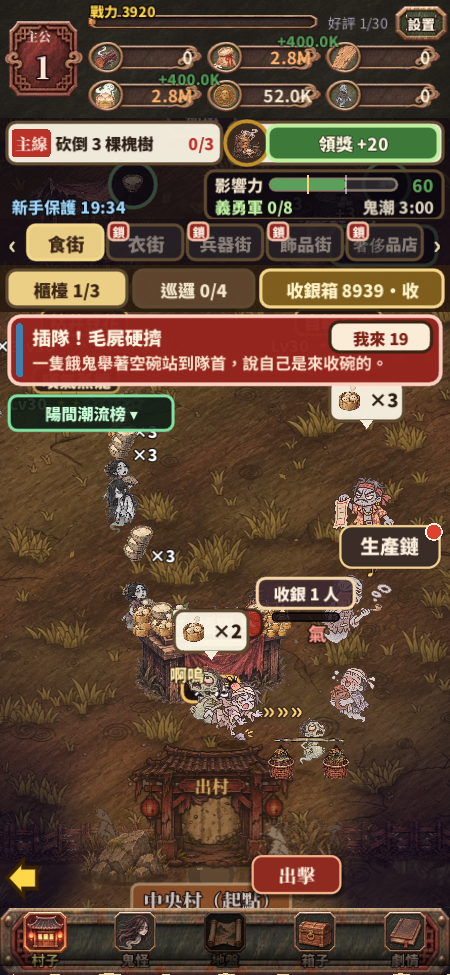 戰力.3920
好評 1/30
設置
主公
1
+400.0K
0
2.8M
0
+400.0K
2.8M
52.0K
0
主線 砍倒 3 棵槐樹 0/3
領獎 +20
影響力 60
新手保護 19:34
義勇軍 0/8
鬼潮 3:00
‹
食街
鎖
衣街
鎖
兵器街
鎖
飾品街
鎖
奢侈品店
›
櫃檯 1/3
巡邏 0/4
收銀箱 8939・收
插隊！毛屍硬擠
我來 19
一隻餓鬼舉著空碗站到隊首，說自己是來收碗的。
陽間潮流榜 ▾
×3
×3
×3
×3
生產鏈
收銀 1 人
×2
氣
啊嗚
»»»
出村
出擊
中央村（起點）
村子
鬼怪
地盤
箱子
劇情